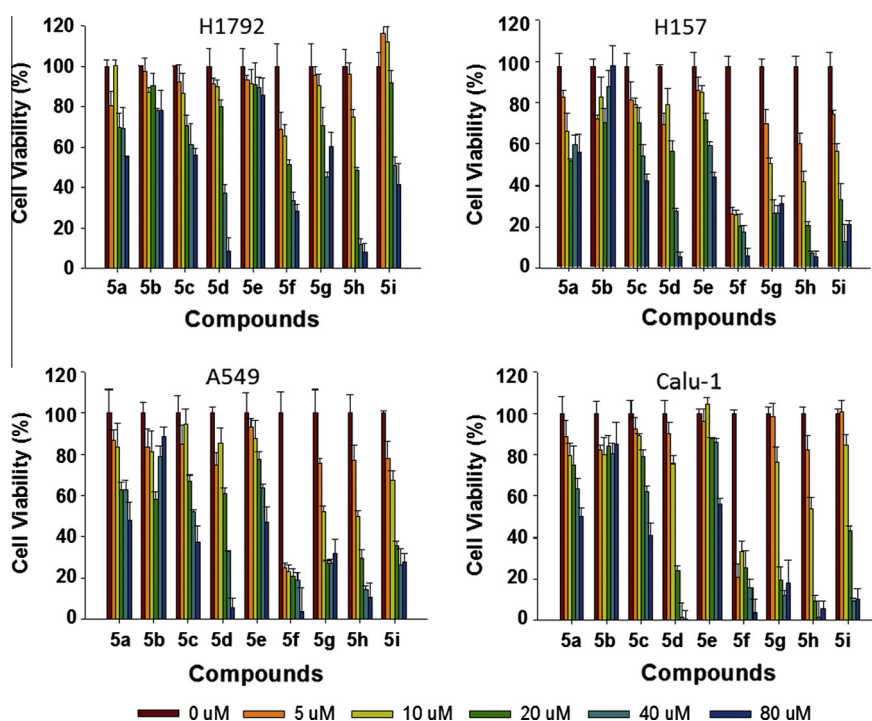 H1792
Cell Viability (%)
120
100
80
60
40
20
0
5a 5b 5c 5d 5e 5f 5g 5h 5i
Compounds
H157
Cell Viability (%)
120
100
80
60
40
20
0
5a 5b 5c 5d 5e 5f 5g 5h 5i
Compounds
A549
Cell Viability (%)
120
100
80
60
40
20
0
5a 5b 5c 5d 5e 5f 5g 5h 5i
Compounds
Calu-1
Cell Viability (%)
120
100
80
60
40
20
0
5a 5b 5c 5d 5e 5f 5g 5h 5i
Compounds
0 uM 5 uM 10 uM 20 uM 40 uM 80 uM